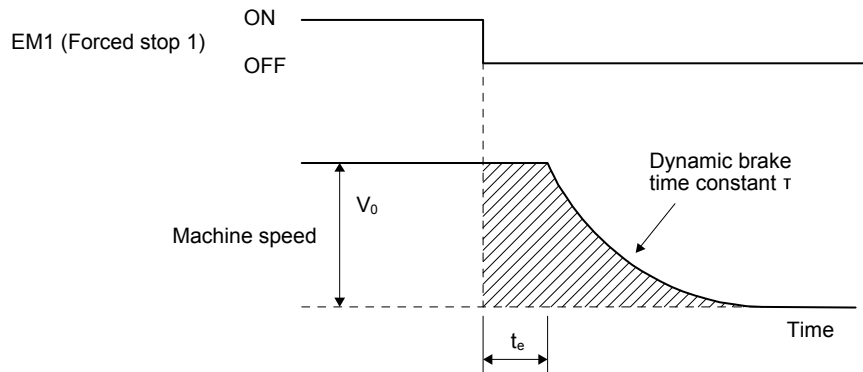 ON
EM1 (Forced stop 1)
OFF
Dynamic brake
time constant τ
V₀
Machine speed
Time
tₑ